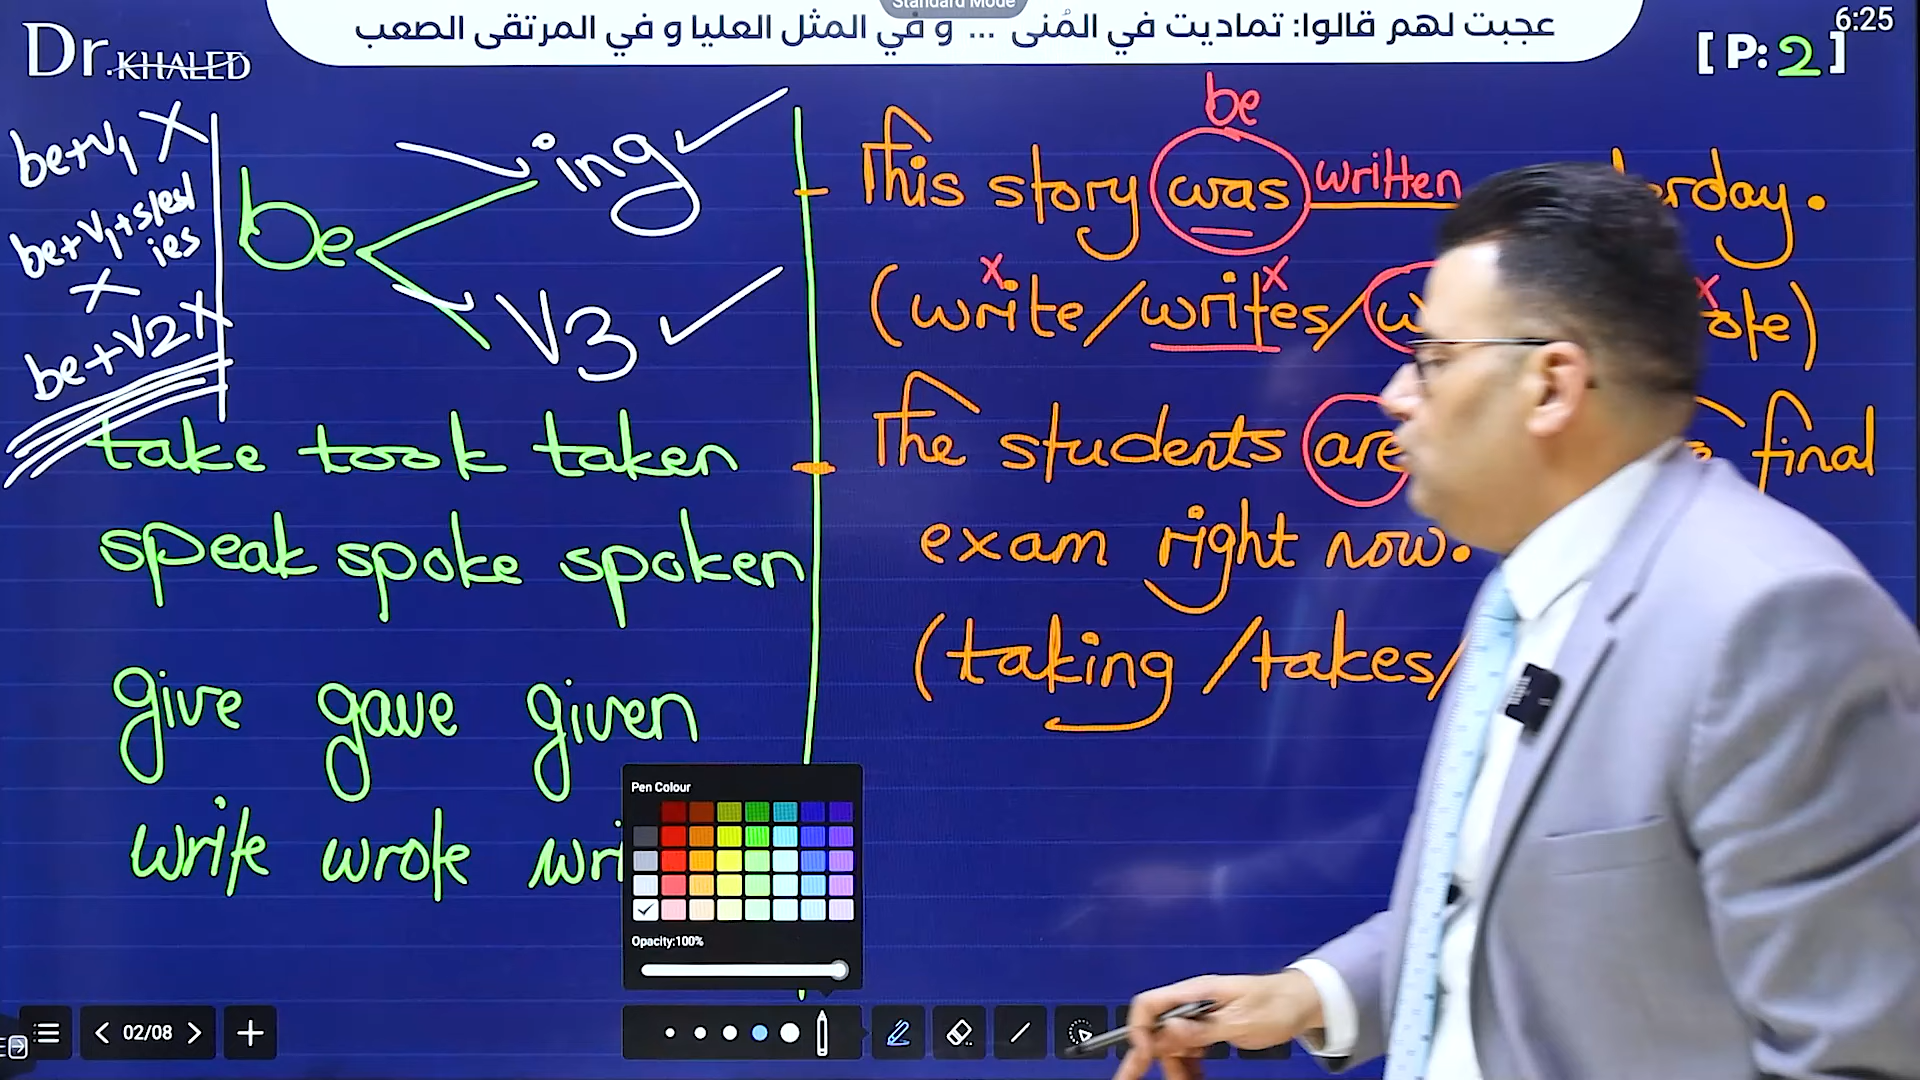 Standard Mode
عجبت لهم قالوا: تماديت في المُنى ... و في المثل العليا و في المرتقى الصعب
6:25
Dr.KHALED
[ P: 2 ]
be+v1 X
be+v1+s/es/
ies
X
be+V2 X
be
ing ✓
V3 ✓
take took taken
speak spoke spoken
give gave given
write wrote
be
This story was written
(write/writes/
The students are final
exam right now.
(taking /takes/
Pen Colour
Opacity:100%
02/08